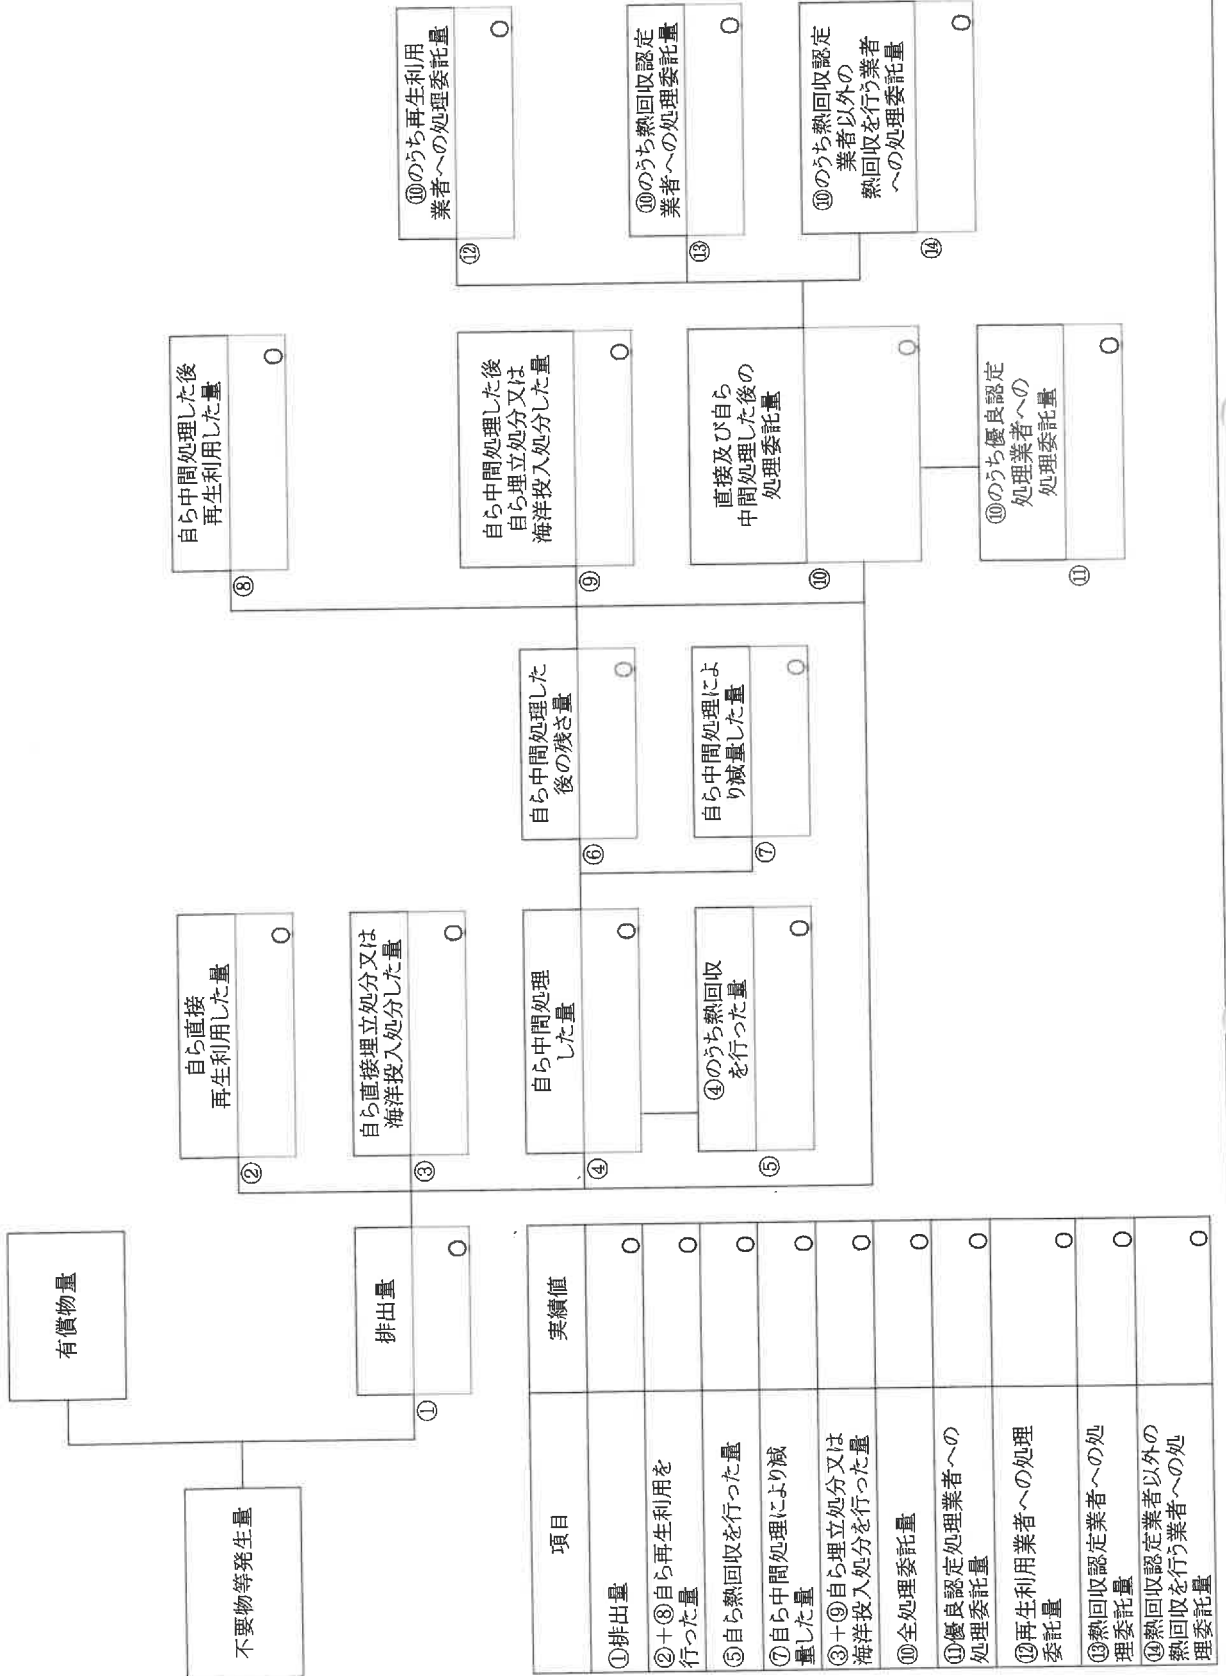 不要物等発生量
有償物量
排出量
①
0
自ら直接
再生利用した量
②
0
自ら直接埋立処分又は
海洋投入処分した量
③
0
自ら中間処理
した量
④
0
④のうち熱回収
を行った量
⑤
0
自ら中間処理した
後の残さ量
⑥
0
自ら中間処理によ
り減量した量
⑦
0
自ら中間処理した後
再生利用した量
⑧
0
自ら中間処理した後
自ら埋立処分又は
海洋投入処分した量
⑨
0
直接及び自ら
中間処理した後の
処理委託量
⑩
0
⑩のうち優良認定
処理業者への
処理委託量
⑪
0
⑩のうち再生利用
業者への処理委託量
⑫
0
⑩のうち熱回収認定
業者への処理委託量
⑬
0
⑩のうち熱回収認定
業者以外の
熱回収を行う業者
への処理委託量
⑭
0
項目 実績値
①排出量 0
②+⑧自ら再生利用を
行った量 0
⑤自ら熱回収を行った量 0
⑦自ら中間処理により減
量した量 0
③+⑨自ら埋立処分又は
海洋投入処分を行った量 0
⑩全処理委託量 0
⑪優良認定処理業者への
処理委託量 0
⑫再生利用業者への処理
委託量 0
⑬熱回収認定業者への処
理委託量 0
⑭熱回収認定業者以外の
熱回収を行う業者への処
理委託量 0